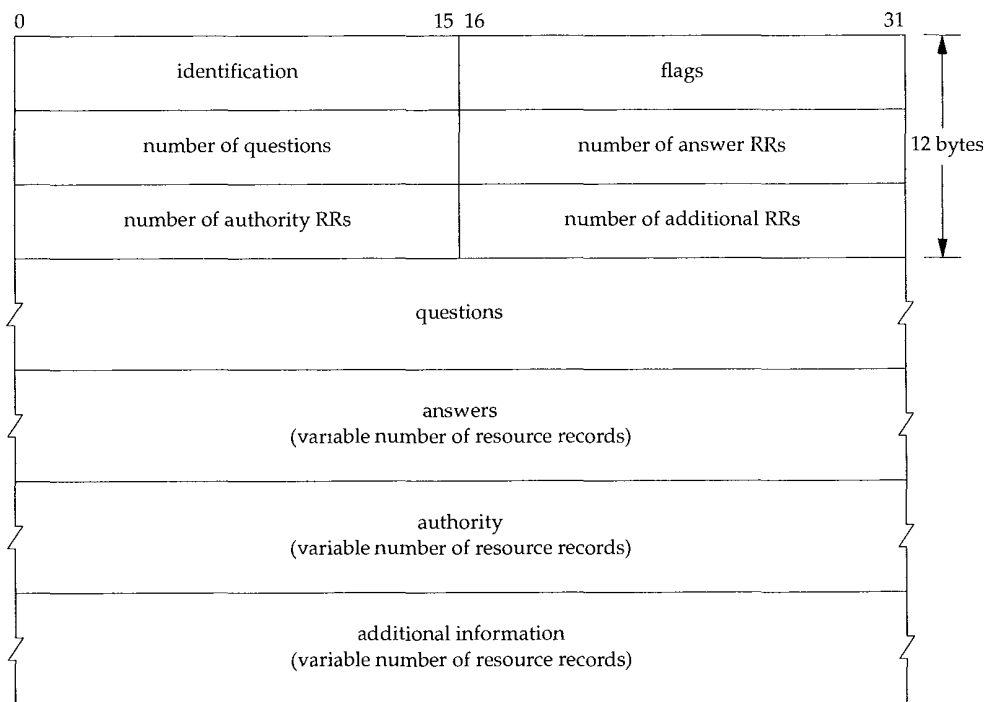 0 15 16 31
identification flags
number of questions number of answer RRs 12 bytes
number of authority RRs number of additional RRs
questions
answers
(variable number of resource records)
authority
(variable number of resource records)
additional information
(variable number of resource records)